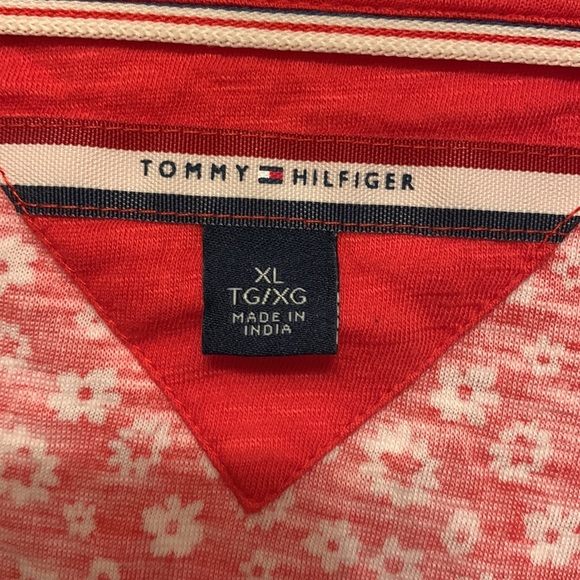 TOMMY HILFIGER
XL
TG/XG
MADE IN
INDIA